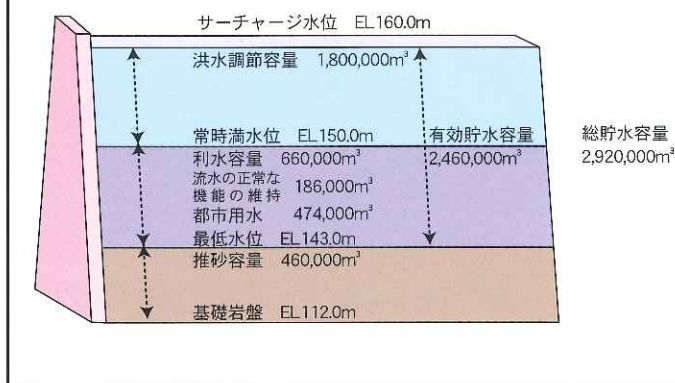 サーチャージ水位 EL160.0m
洪水調節容量 1,800,000m³
常時満水位 EL150.0m 有効貯水容量 総貯水容量
利水容量 660,000m³ 2,460,000m³ 2,920,000m³
流水の正常な
機能の維持 186,000m³
都市用水 474,000m³
最低水位 EL143.0m
推砂容量 460,000m³
基礎岩盤 EL112.0m